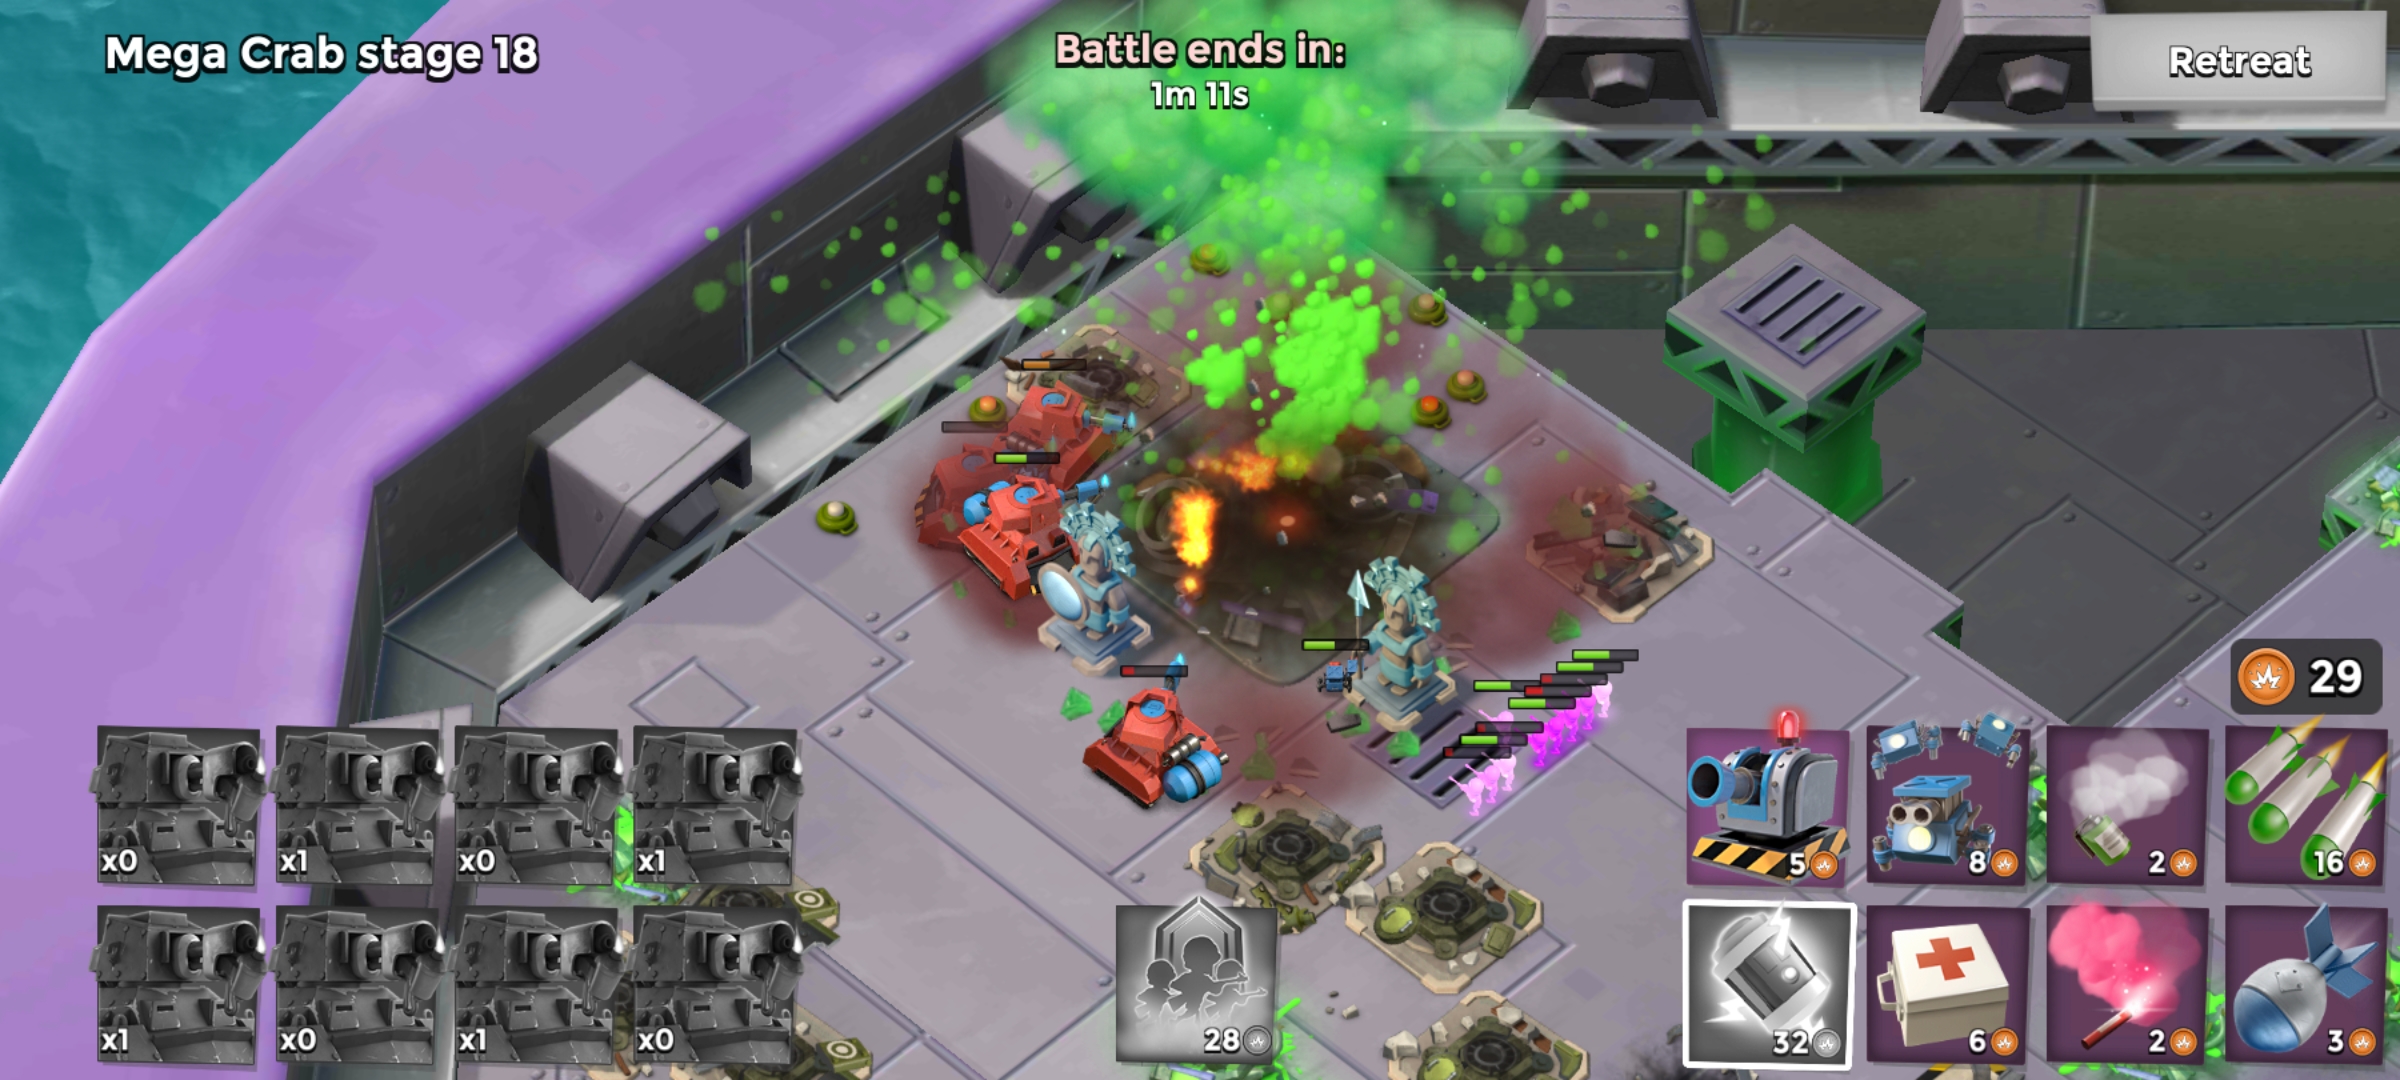 Mega Crab stage 18
Battle ends in:
1m 11s
Retreat
29
x0
x1
x0
x1
5
8
2
16
x1
x0
x1
x0
28
32
6
2
3